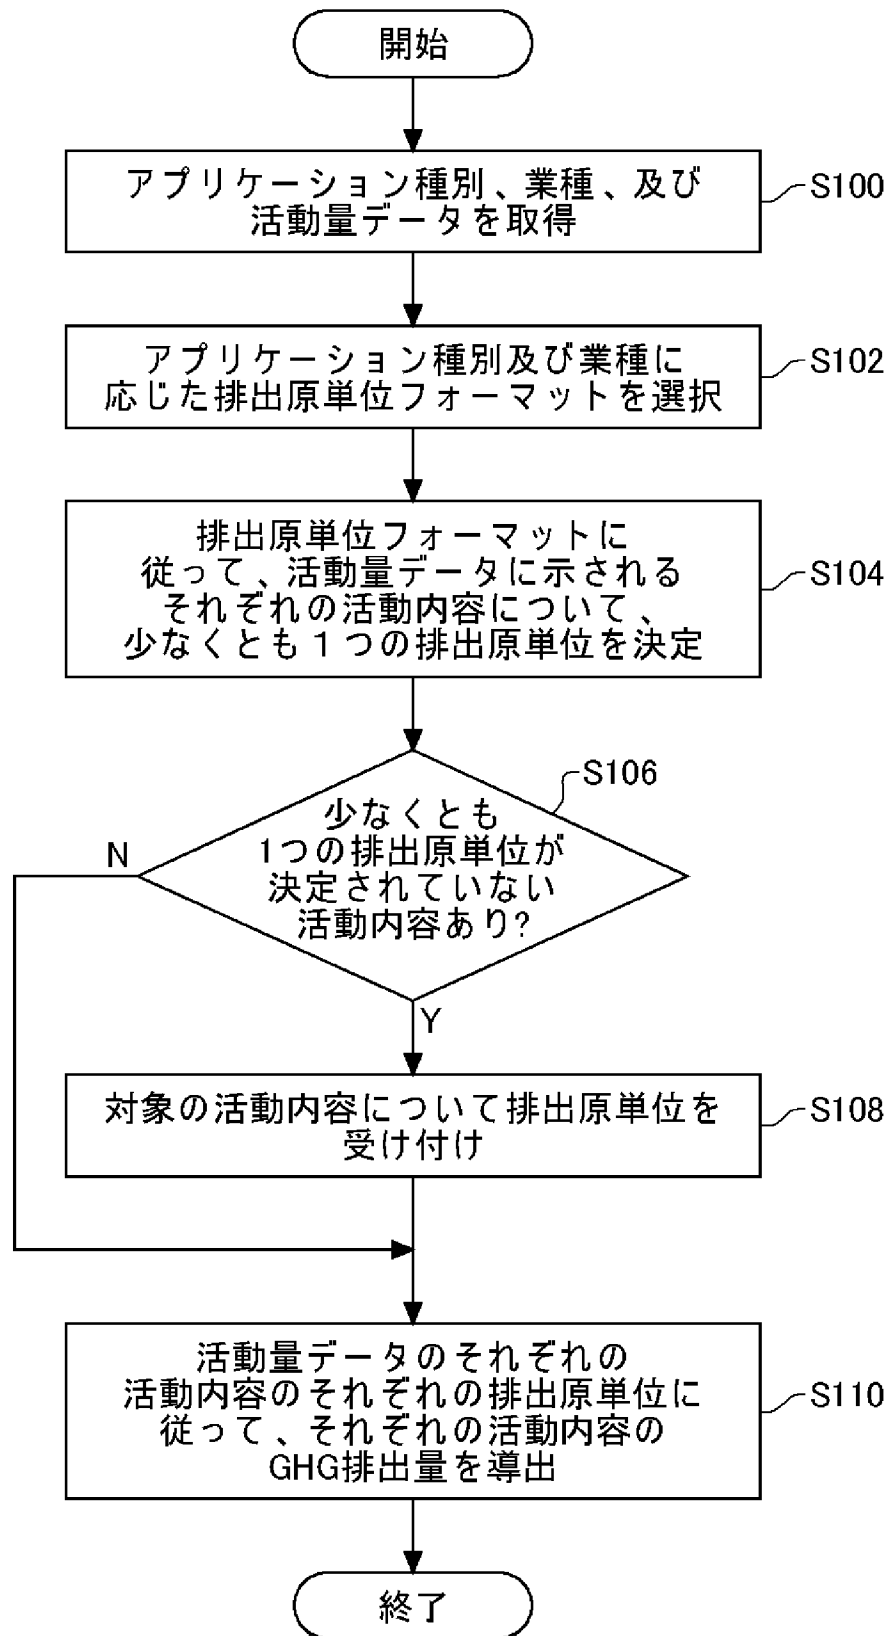 開始
アプリケーション種別、業種、及び
活動量データを取得
S100
アプリケーション種別及び業種に
応じた排出原単位フォーマットを選択
S102
排出原単位フォーマットに
従って、活動量データに示される
それぞれの活動内容について、
少なくとも１つの排出原単位を決定
S104
S106
少なくとも
1つの排出原単位が
決定されていない
活動内容あり?
N
Y
対象の活動内容について排出原単位を
受け付け
S108
活動量データのそれぞれの
活動内容のそれぞれの排出原単位に
従って、それぞれの活動内容の
GHG排出量を導出
S110
終了